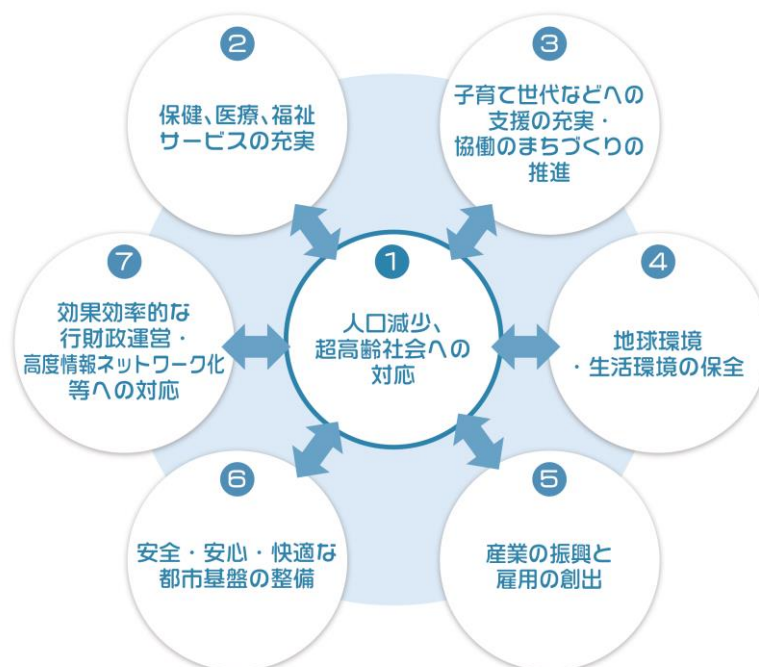 ①
人口減少、
超高齢社会への
対応
②
保健、医療、福祉
サービスの充実
③
子育て世代などへの
支援の充実・
協働のまちづくりの
推進
④
地球環境
・生活環境の保全
⑤
産業の振興と
雇用の創出
⑥
安全・安心・快適な
都市基盤の整備
⑦
効果効率的な
行財政運営・
高度情報ネットワーク化
等への対応